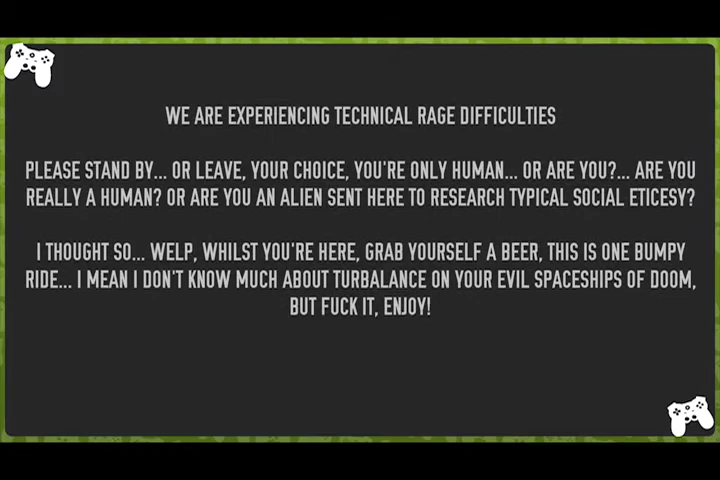 WE ARE EXPERIENCING TECHNICAL RAGE DIFFICULTIES
PLEASE STAND BY... OR LEAVE, YOUR CHOICE, YOU'RE ONLY HUMAN... OR ARE YOU?... ARE YOU
REALLY A HUMAN? OR ARE YOU AN ALIEN SENT HERE TO RESEARCH TYPICAL SOCIAL ETICESY?
I THOUGHT SO... WELP, WHILST YOU'RE HERE, GRAB YOURSELF A BEER, THIS IS ONE BUMPY
RIDE... I MEAN I DON'T KNOW MUCH ABOUT TURBALANCE ON YOUR EVIL SPACESHIPS OF DOOM,
BUT FUCK IT, ENJOY!